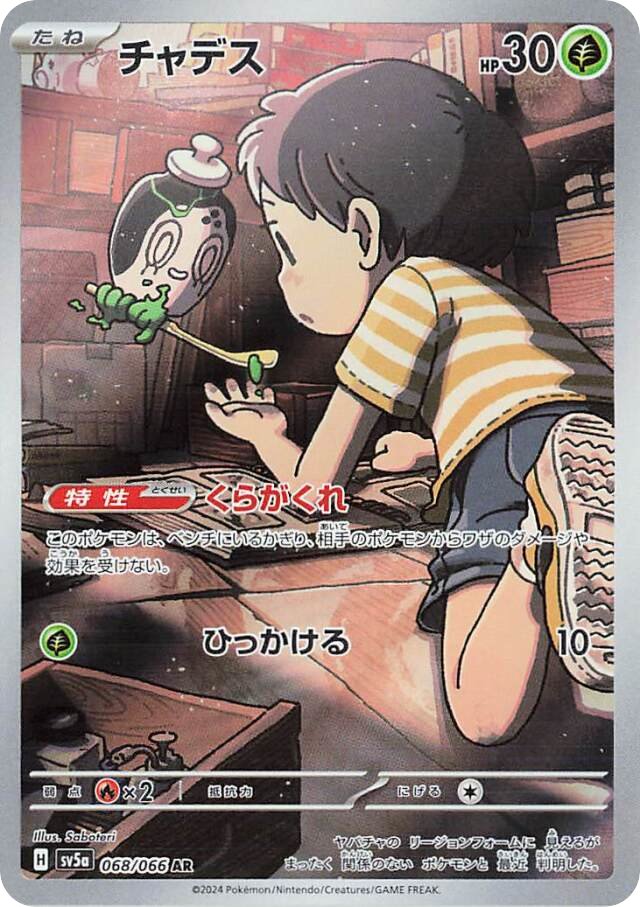 たね チャデス HP30
特性 とくせい くらがくれ
このポケモンは、ベンチにいるかぎり、相手のポケモンからワザのダメージや
効果を受けない。
ひっかける 10
弱点 ×2 抵抗力 にげる
Illus. Saboteri
ヤバチャの リージョンフォームに 見えるが
まったく 関係のない ポケモンと 最近 判明した。
H sv5a 068/066 AR
©2024 Pokémon/Nintendo/Creatures/GAME FREAK.